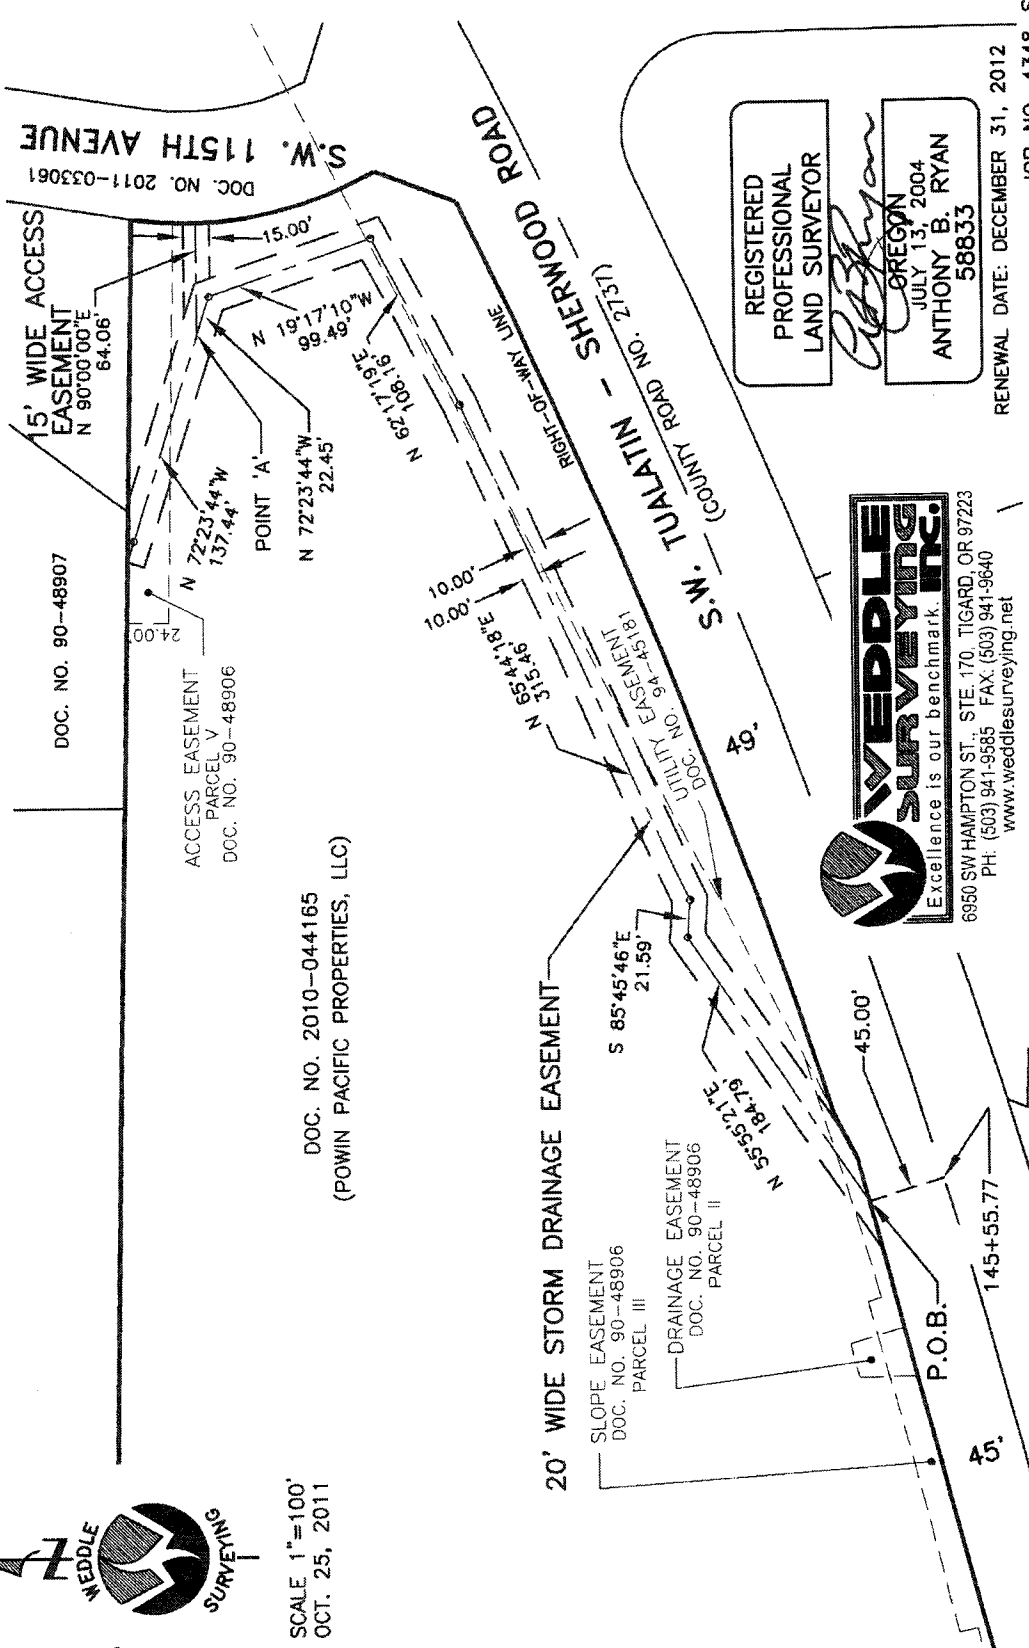 WEDDLE
SURVEYING
SCALE 1"=100'
OCT. 25, 2011
DOC. NO. 90-48907
15' WIDE ACCESS
EASEMENT
N 90°00'00"E
64.06'
DOC. NO. 2011-033061
S.W. 115TH AVENUE
15.00'
24.00'
ACCESS EASEMENT
PARCEL V
DOC. NO. 90-48906
N 72°23'44"W
137.44'
POINT 'A'
N 72°23'44"W
22.45'
N 19°17'10"W
99.49'
N 62°17'19"E
108.16'
DOC. NO. 2010-044165
(POWIN PACIFIC PROPERTIES, LLC)
10.00'
10.00'
N 65°44'18"E
315.46'
RIGHT-OF-WAY LINE
S.W. TUALATIN - SHERWOOD ROAD
(COUNTY ROAD NO. 2737)
UTILITY EASEMENT
DOC. NO. 94-45181
49'
20' WIDE STORM DRAINAGE EASEMENT
S 85°45'46"E
21.59'
N 55°55'21"E
184.79'
SLOPE EASEMENT
DOC. NO. 90-48906
PARCEL III
DRAINAGE EASEMENT
DOC. NO. 90-48906
PARCEL II
P.O.B.
45.00'
145+55.77
45'
WEDDLE
SURVEYING
INC.
Excellence is our benchmark.
6950 SW HAMPTON ST., STE. 170, TIGARD, OR 97223
PH: (503) 941-9585 FAX: (503) 941-9640
www.weddlesurveying.net
REGISTERED
PROFESSIONAL
LAND SURVEYOR
OREGON
JULY 13, 2004
ANTHONY B. RYAN
58833
RENEWAL DATE: DECEMBER 31, 2012
JOB NO. 4348